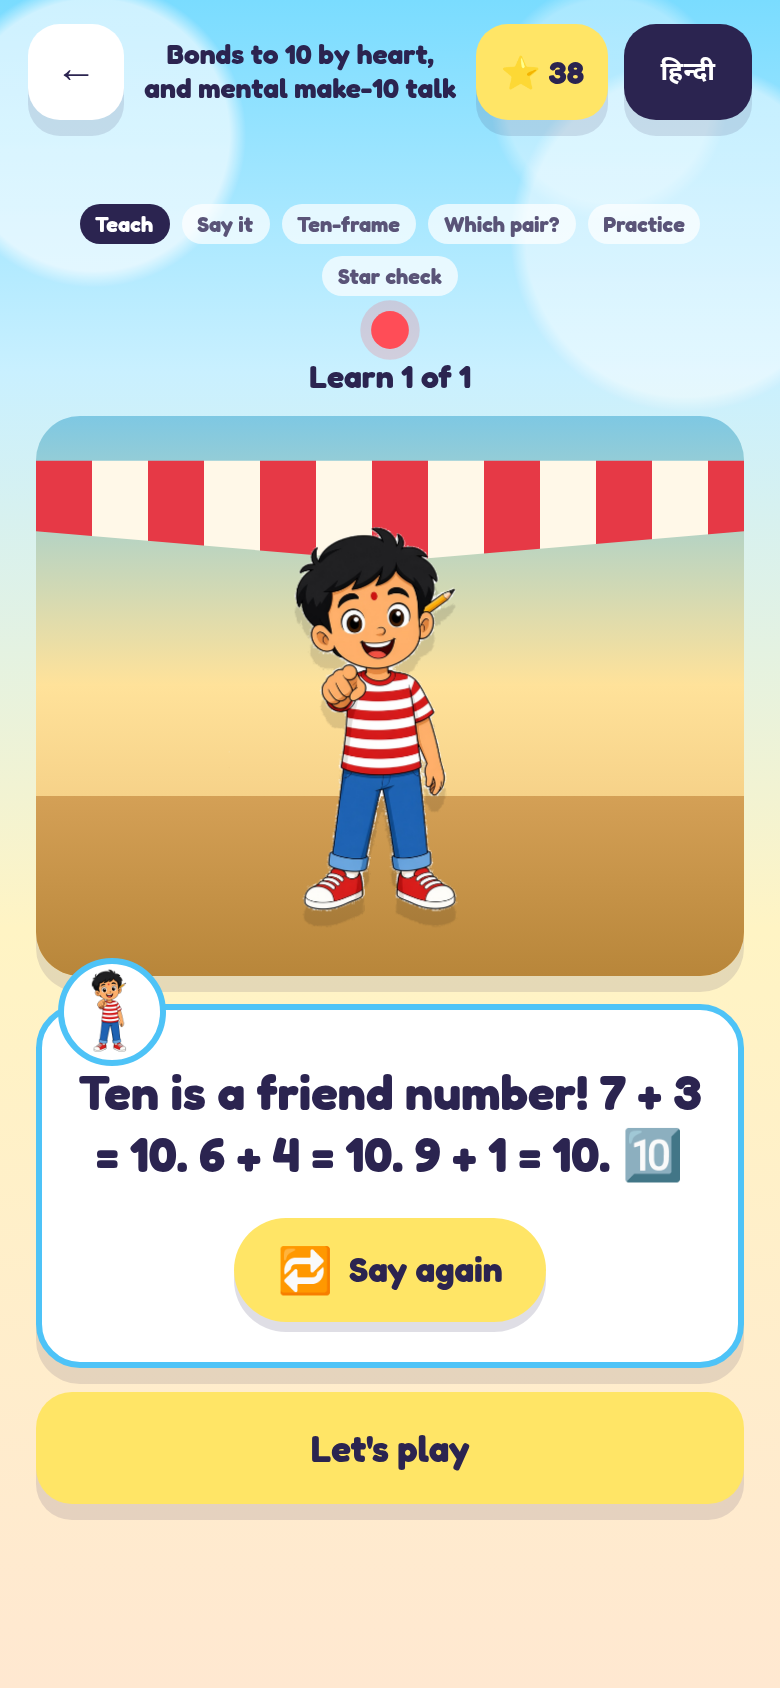 ←
Bonds to 10 by heart,
and mental make-10 talk
⭐ 38
हिन्दी
Teach
Say it
Ten-frame
Which pair?
Practice
Star check
Learn 1 of 1
Ten is a friend number! 7 + 3
= 10. 6 + 4 = 10. 9 + 1 = 10. 🔟
🔁 Say again
Let's play